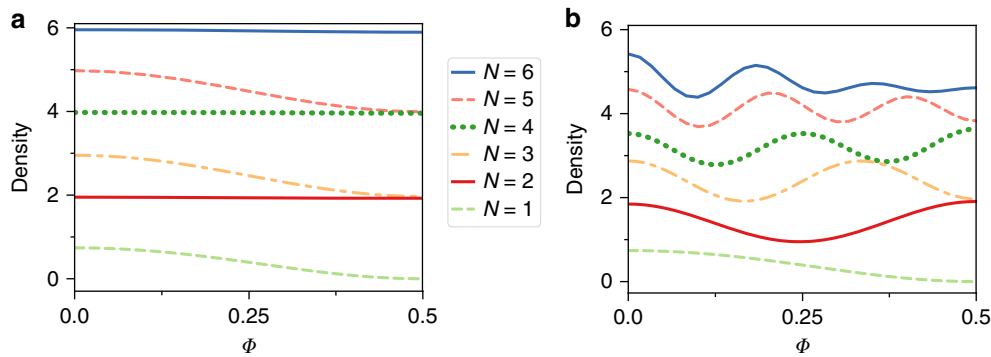 a
6
4
2
0
Density
0.0
0.25
0.5
Φ
N = 6
N = 5
N = 4
N = 3
N = 2
N = 1
b
6
4
2
0
Density
0.0
0.25
0.5
Φ